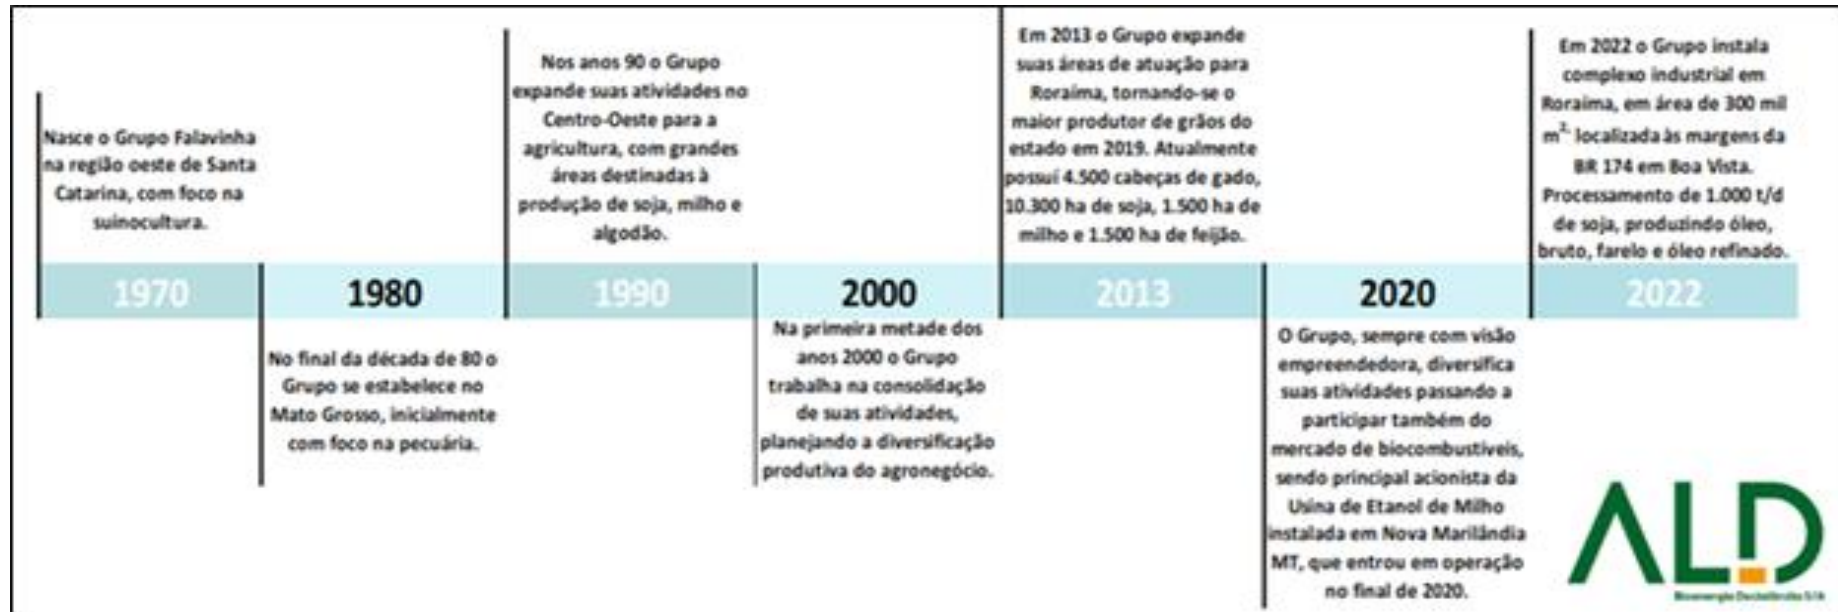 Nasce o Grupo Falavinha
na região oeste de Santa
Catarina, com foco na
suinocultura.
1970
No final da década de 80 o
Grupo se estabelece no
Mato Grosso, inicialmente
com foco na pecuária.
1980
Nos anos 90 o Grupo
expande suas atividades no
Centro-Oeste para a
agricultura, com grandes
áreas destinadas à
produção de soja, milho e
algodão.
1990
2000
Na primeira metade dos
anos 2000 o Grupo
trabalha na consolidação
de suas atividades,
planejando a diversificação
produtiva do agronegócio.
Em 2013 o Grupo expande
suas áreas de atuação para
Roraima, tornando-se o
maior produtor de grãos do
estado em 2019. Atualmente
possuí 4.500 cabeças de gado,
10.300 ha de soja, 1.500 ha de
milho e 1.500 ha de feijão.
2013
2020
O Grupo, sempre com visão
empreendedora, diversifica
suas atividades passando a
participar também do
mercado de biocombustíveis,
sendo principal acionista da
Usina de Etanol de Milho
instalada em Nova Marilândia
MT, que entrou em operação
no final de 2020.
Em 2022 o Grupo instala
complexo industrial em
Roraima, em área de 300 mil
m², localizada às margens da
BR 174 em Boa Vista.
Processamento de 1.000 t/d
de soja, produzindo óleo,
bruto, farelo e óleo refinado.
2022
ALD
Bioenergia Deciolândia S/A